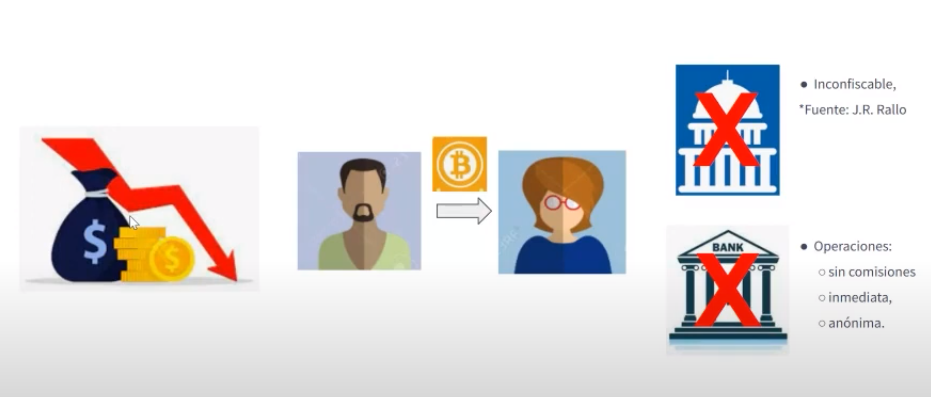 ● Inconfiscable,
*Fuente: J.R. Rallo
$
$
BANK
● Operaciones:
○ sin comisiones
○ inmediata,
○ anónima.